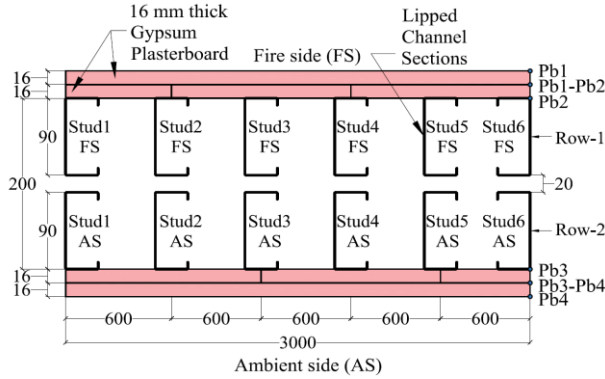 16 mm thick
Gypsum
Plasterboard
Fire side (FS)
Lipped
Channel
Sections
16
16
Pb1
Pb1-Pb2
Pb2
90
Stud1
FS
Stud2
FS
Stud3
FS
Stud4
FS
Stud5
FS
Stud6
FS
Row-1
200
20
90
Stud1
AS
Stud2
AS
Stud3
AS
Stud4
AS
Stud5
AS
Stud6
AS
Row-2
16
16
Pb3
Pb3-Pb4
Pb4
600
600
600
600
600
3000
Ambient side (AS)